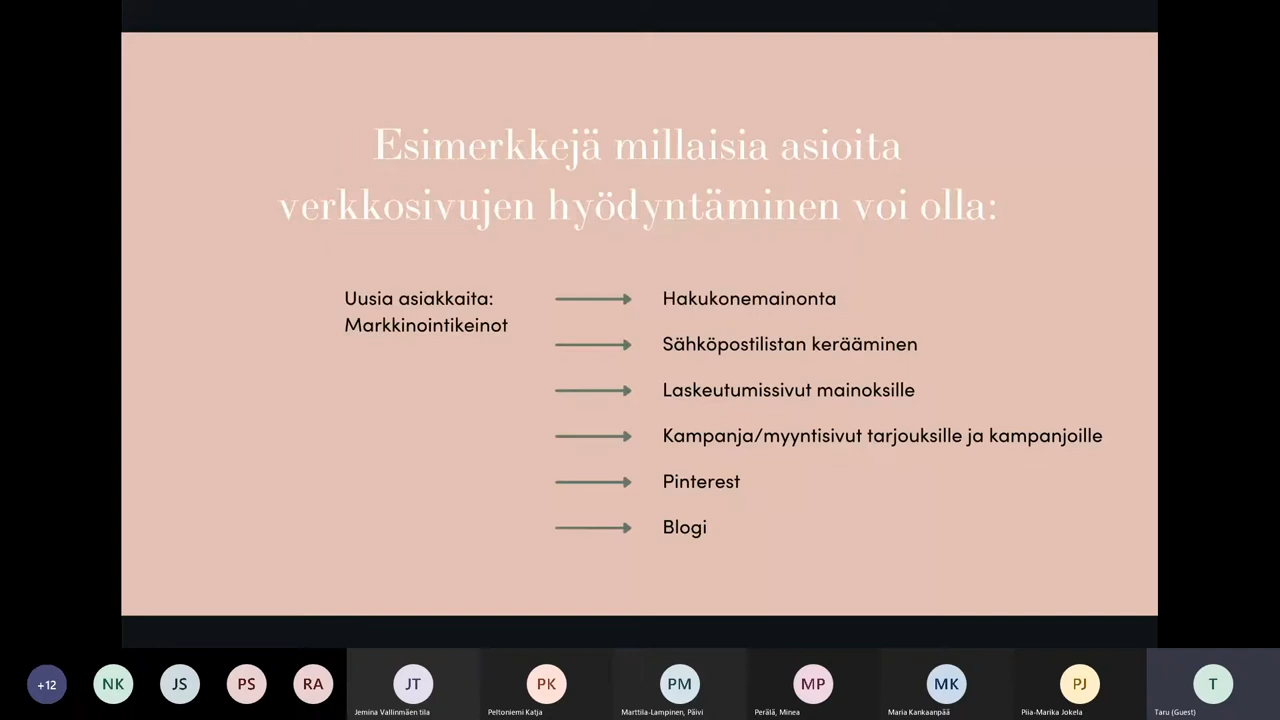 Esimerkkejä millaisia asioita
verkkosivujen hyödyntäminen voi olla:
Uusia asiakkaita:
Markkinointikeinot
Hakukonemainonta
Sähköpostilistan kerääminen
Laskeutumissivut mainoksille
Kampanja/myyntisivut tarjouksille ja kampanjoille
Pinterest
Blogi
+12
NK
JS
PS
RA
JT
PK
PM
MP
MK
PJ
T
Jemina Vallinmäen tila
Peltoniemi Katja
Marttila-Lampinen, Päivi
Perälä, Minea
Maria Kankaanpää
Piia-Marika Jokela
Taru (Guest)